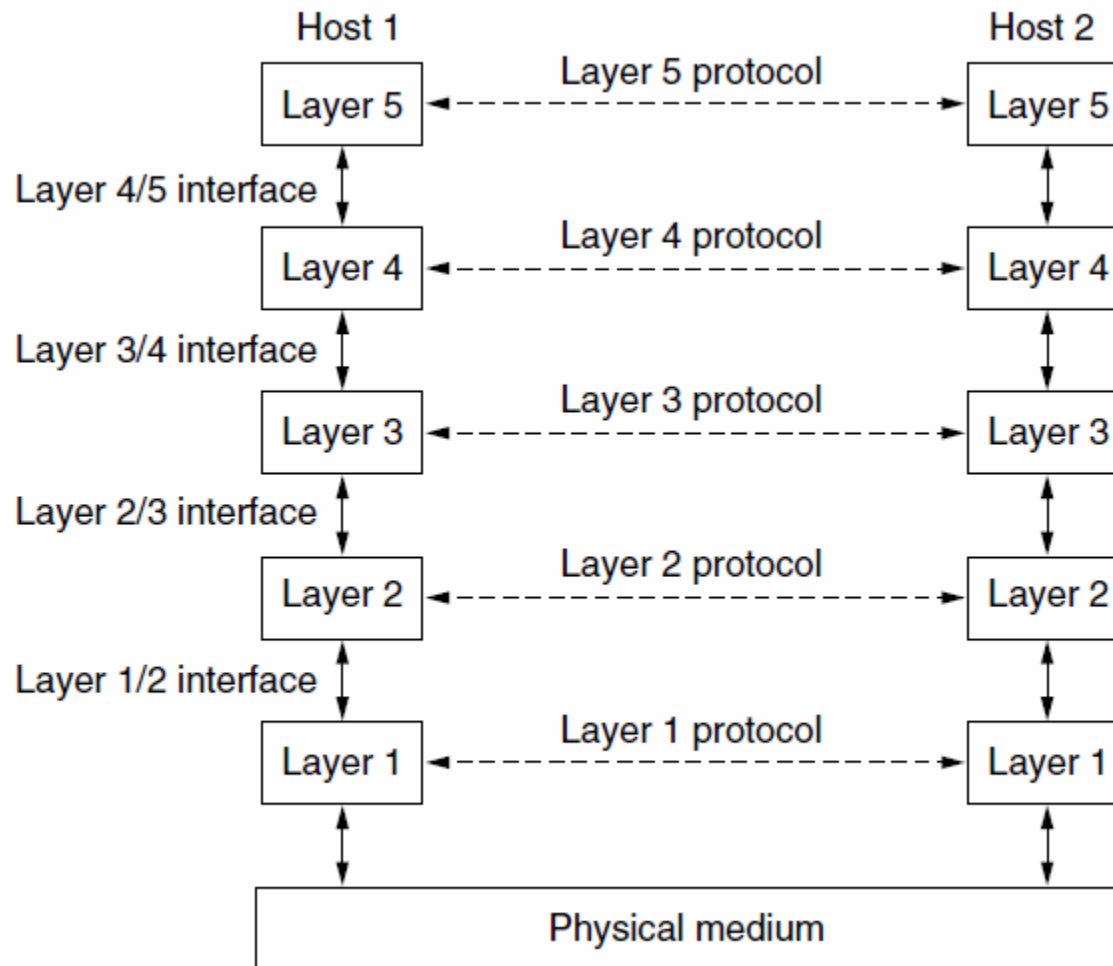 Host 1
Host 2
Layer 5 protocol
Layer 5
Layer 5
Layer 4/5 interface
Layer 4 protocol
Layer 4
Layer 4
Layer 3/4 interface
Layer 3 protocol
Layer 3
Layer 3
Layer 2/3 interface
Layer 2 protocol
Layer 2
Layer 2
Layer 1/2 interface
Layer 1 protocol
Layer 1
Layer 1
Physical medium